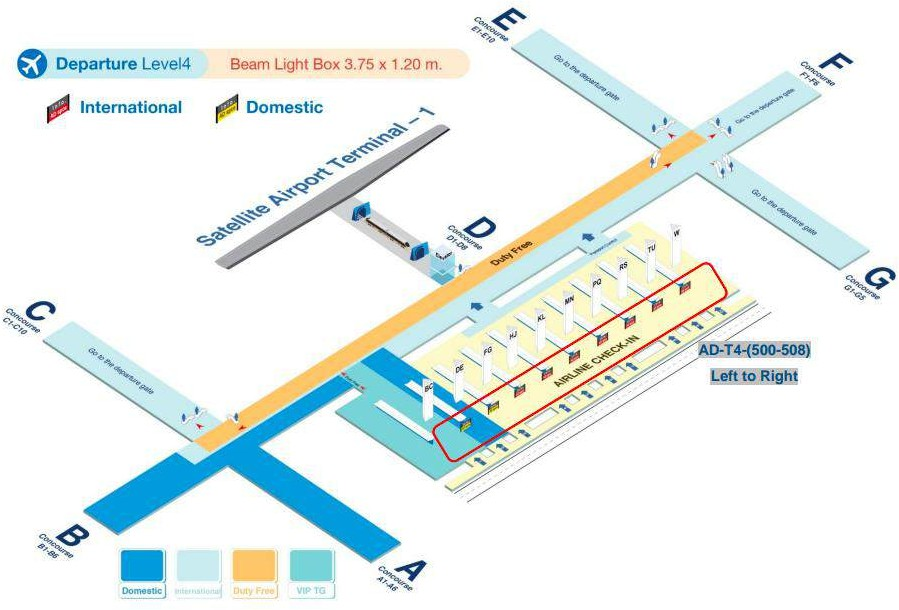 Departure Level4
Beam Light Box 3.75 x 1.20 m.
International
Domestic
Satellite Airport Terminal – 1
E
Concourse
E1-E10
Go to the departure gate
F
Concourse
F1-F6
Go to the departure gate
Go to the departure gate
G
Concourse
G1-G5
D
Concourse
D1-D8
Duty Free
C
Concourse
C1-C10
Go to the departure gate
BC
DE
FG
HJ
KL
MN
PQ
RS
TU
W
AIRLINE CHECK-IN
AD-T4-(500-508)
Left to Right
B
Concourse
B1-B6
A
Concourse
A1-A6
Domestic
International
Duty Free
VIP TG